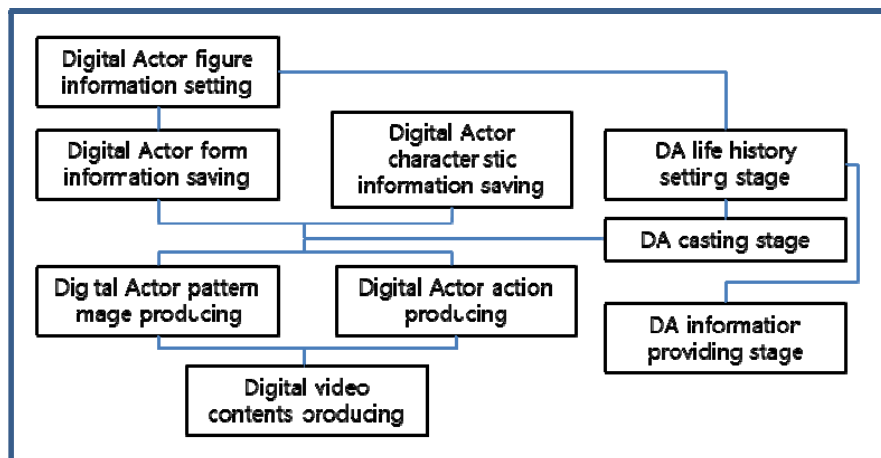 Digital Actor figure
information setting
Digital Actor form
information saving
Digital Actor
characteristic
information saving
DA life history
setting stage
DA casting stage
Digital Actor pattern
mage producing
Digital Actor action
producing
DA information
providing stage
Digital video
contents producing